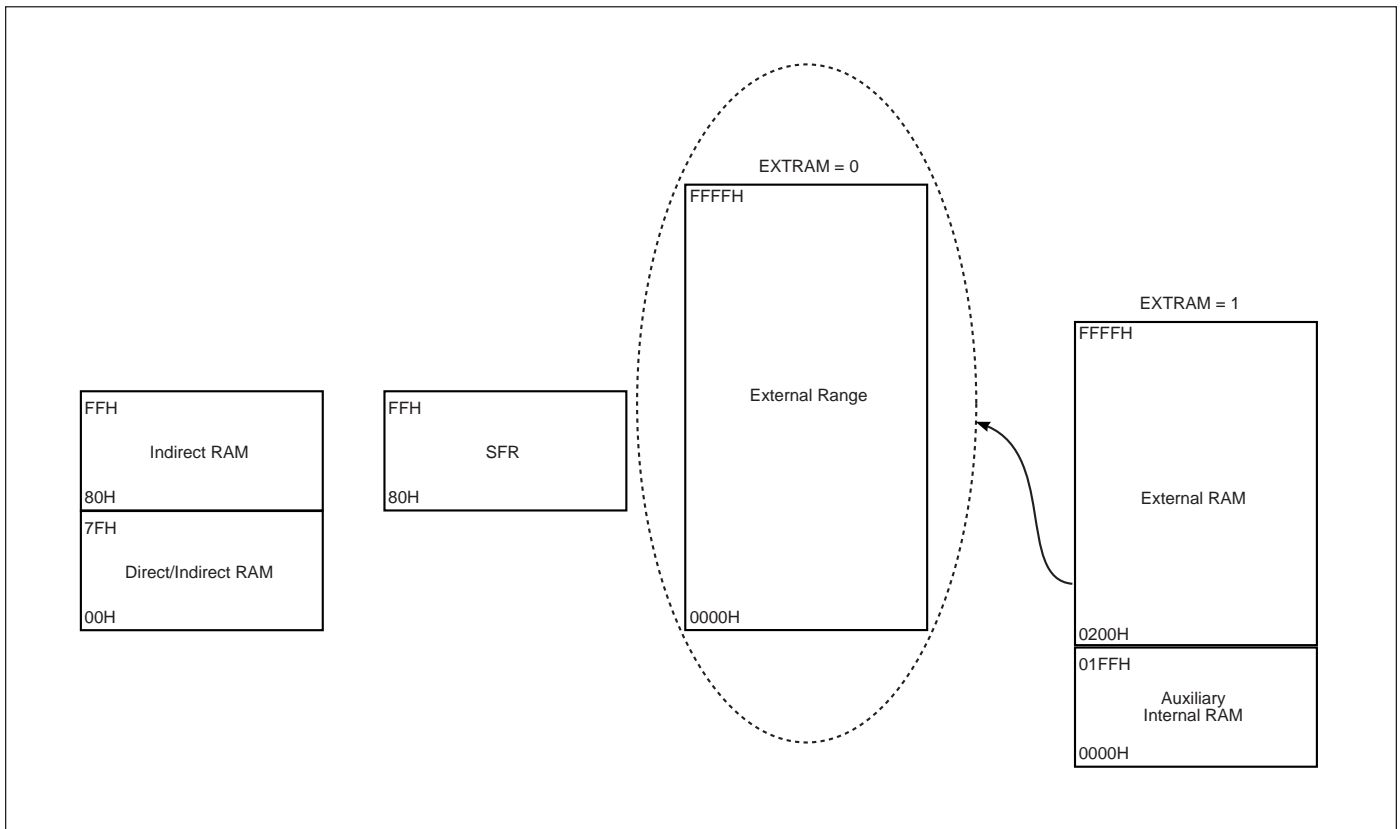 FFH
Indirect RAM
80H
7FH
Direct/Indirect RAM
00H
FFH
SFR
80H
EXTRAM = 0
FFFFH
External Range
0000H
EXTRAM = 1
FFFFH
External RAM
0200H
01FFH
Auxiliary
Internal RAM
0000H